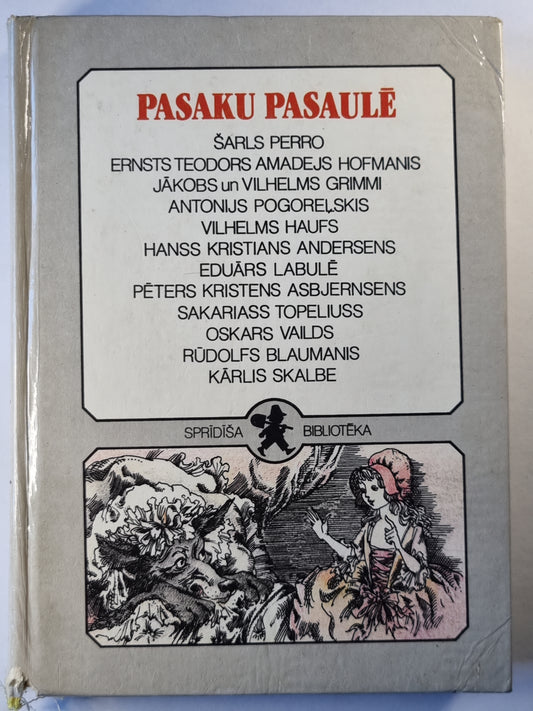 PASAKU PASAULĒ
ŠARLS PERRO
ERNSTS TEODORS AMADEJS HOFMANIS
JĀKOBS un VILHELMS GRIMMI
ANTONIJS POGOREĻSKIS
VILHELMS HAUFS
HANSS KRISTIANS ANDERSENS
EDUĀRS LABULĒ
PĒTERS KRISTENS ASBJERNSENS
SAKARIASS TOPELIUSS
OSKARS VAILDS
RŪDOLFS BLAUMANIS
KĀRLIS SKALBE
SPRĪDĪŠA BIBLIOTĒKA